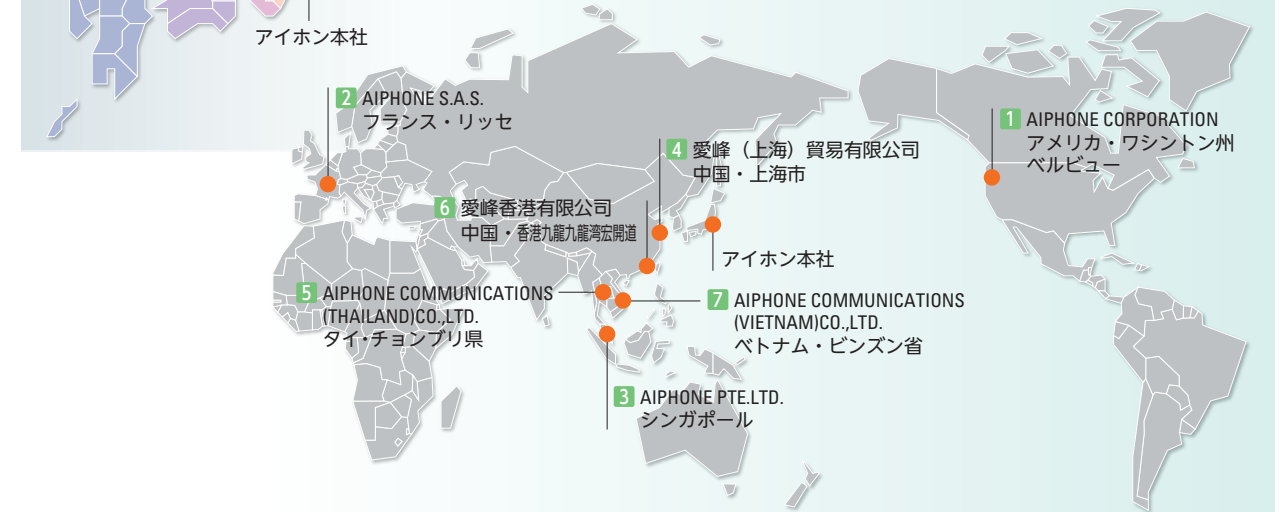 アイホン本社
2 AIPHONE S.A.S.
フランス・リッセ
1 AIPHONE CORPORATION
アメリカ・ワシントン州
ベルビュー
4 愛峰（上海）貿易有限公司
中国・上海市
6 愛峰香港有限公司
中国・香港九龍九龍湾宏開道
アイホン本社
5 AIPHONE COMMUNICATIONS
(THAILAND)CO.,LTD.
タイ・チョンブリ県
7 AIPHONE COMMUNICATIONS
(VIETNAM)CO.,LTD.
ベトナム・ビンズン省
3 AIPHONE PTE.LTD.
シンガポール